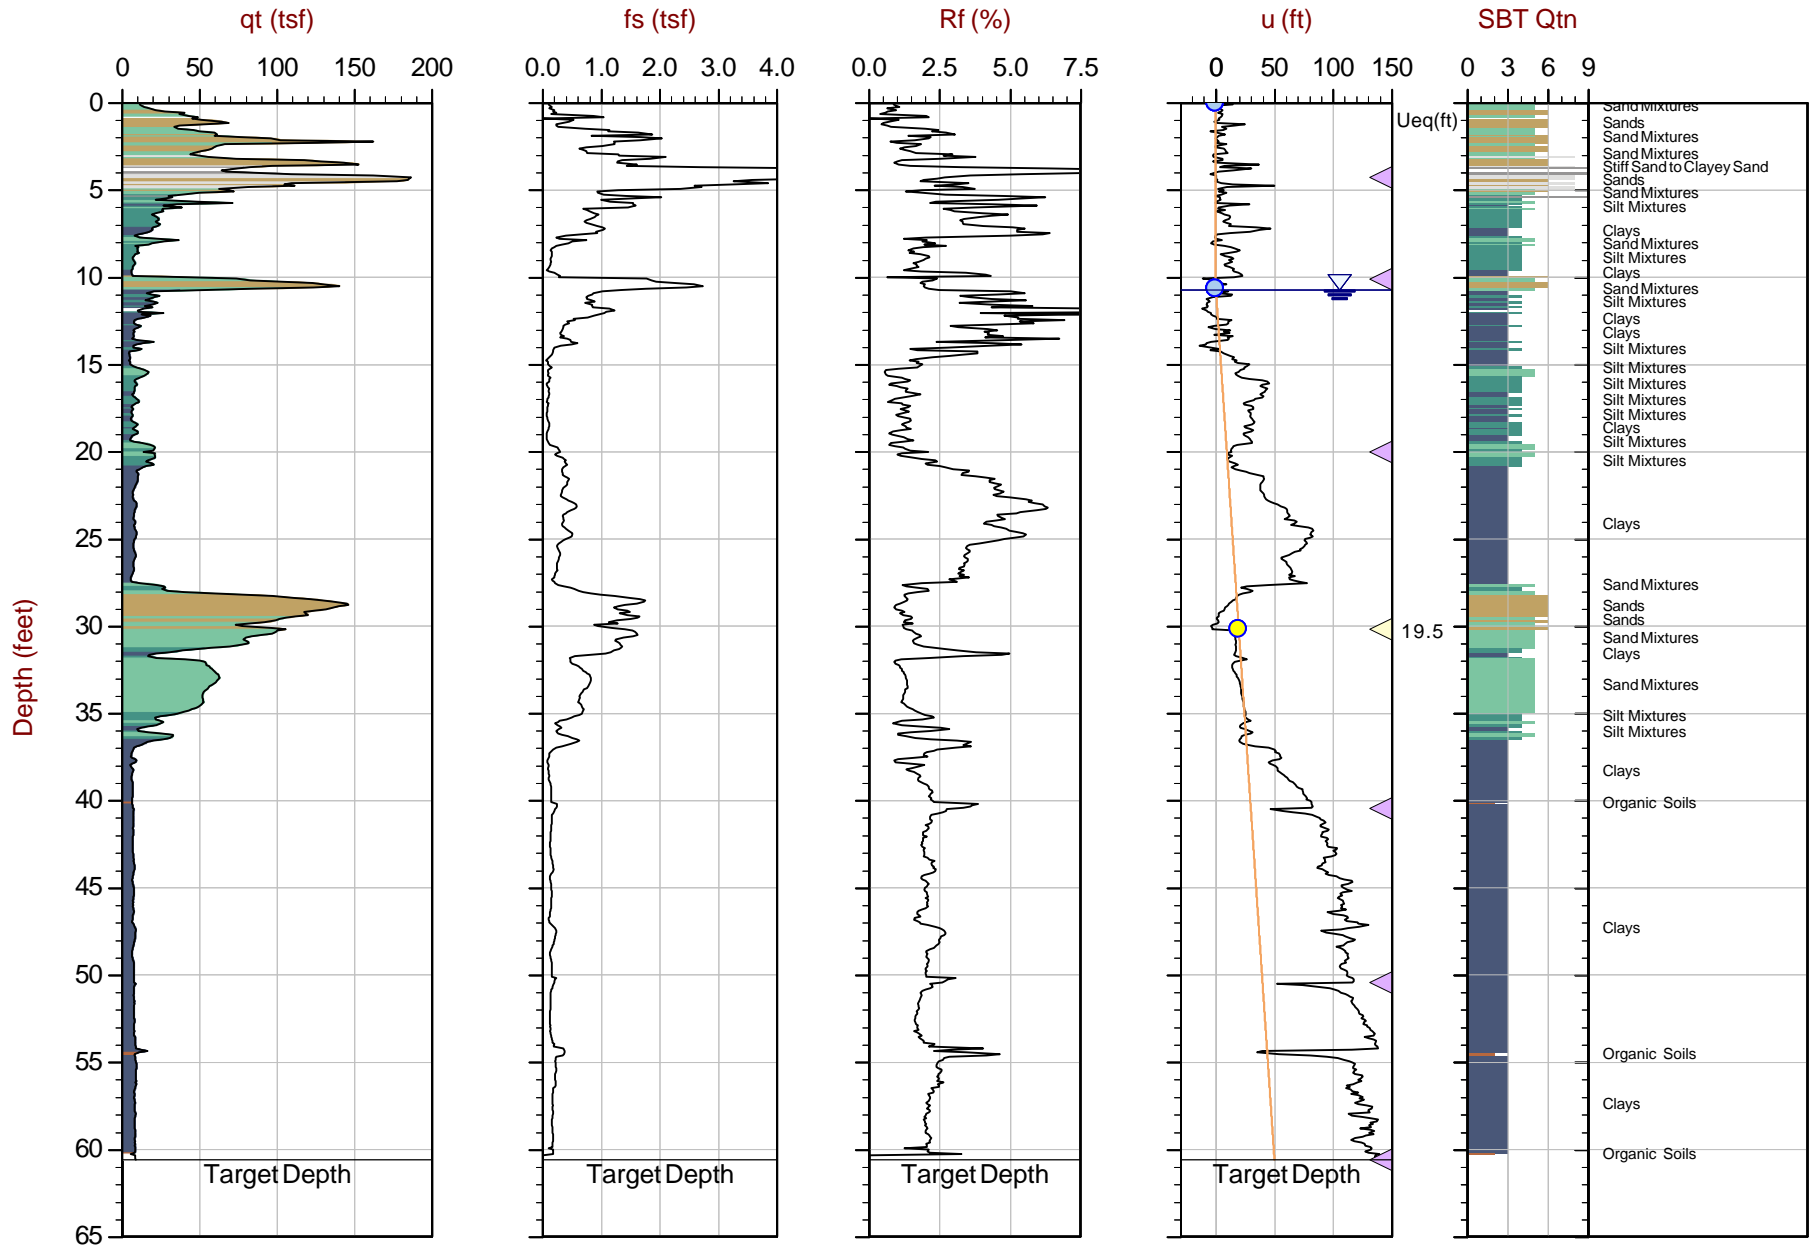 qt (tsf) fs (tsf) Rf (%) u (ft) SBT Qtn
0 50 100 150 200 0.0 1.0 2.0 3.0 4.0 0.0 2.5 5.0 7.5 0 50 100 150 0 3 6 9
0
Sand Mixtures
Ueq(ft)
Sands
Sand Mixtures
Sand Mixtures
Stiff Sand to Clayey Sand
Sands
5
Sand Mixtures
Silt Mixtures
Clays
Sand Mixtures
Silt Mixtures
Clays
10
Sand Mixtures
Silt Mixtures
Clays
Clays
Silt Mixtures
15
Silt Mixtures
Silt Mixtures
Silt Mixtures
Silt Mixtures
Clays
Silt Mixtures
20
Silt Mixtures
Clays
25
Sand Mixtures
Sands
Sands
30
19.5
Sand Mixtures
Clays
Depth (feet)
Sand Mixtures
35
Silt Mixtures
Silt Mixtures
Clays
40
Organic Soils
45
Clays
50
Organic Soils
55
Clays
60
Organic Soils
Target Depth Target Depth Target Depth Target Depth
65